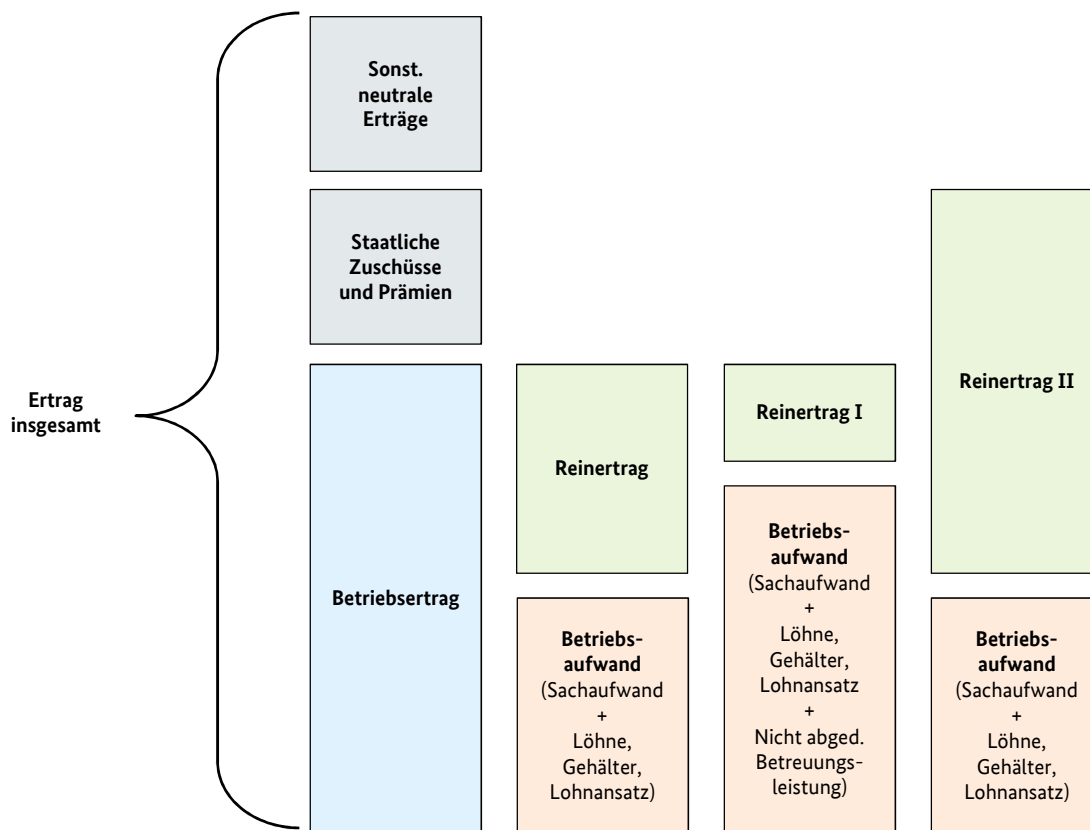 Sonst.
neutrale
Erträge
Staatliche
Zuschüsse
und Prämien
Ertrag
insgesamt
Betriebsertrag
Reinertrag
Betriebs-
aufwand
(Sachaufwand
+
Löhne,
Gehälter,
Lohnansatz)
Reinertrag I
Betriebs-
aufwand
(Sachaufwand
+
Löhne,
Gehälter,
Lohnansatz
+
Nicht abged.
Betreuungs-
leistung)
Reinertrag II
Betriebs-
aufwand
(Sachaufwand
+
Löhne,
Gehälter,
Lohnansatz)